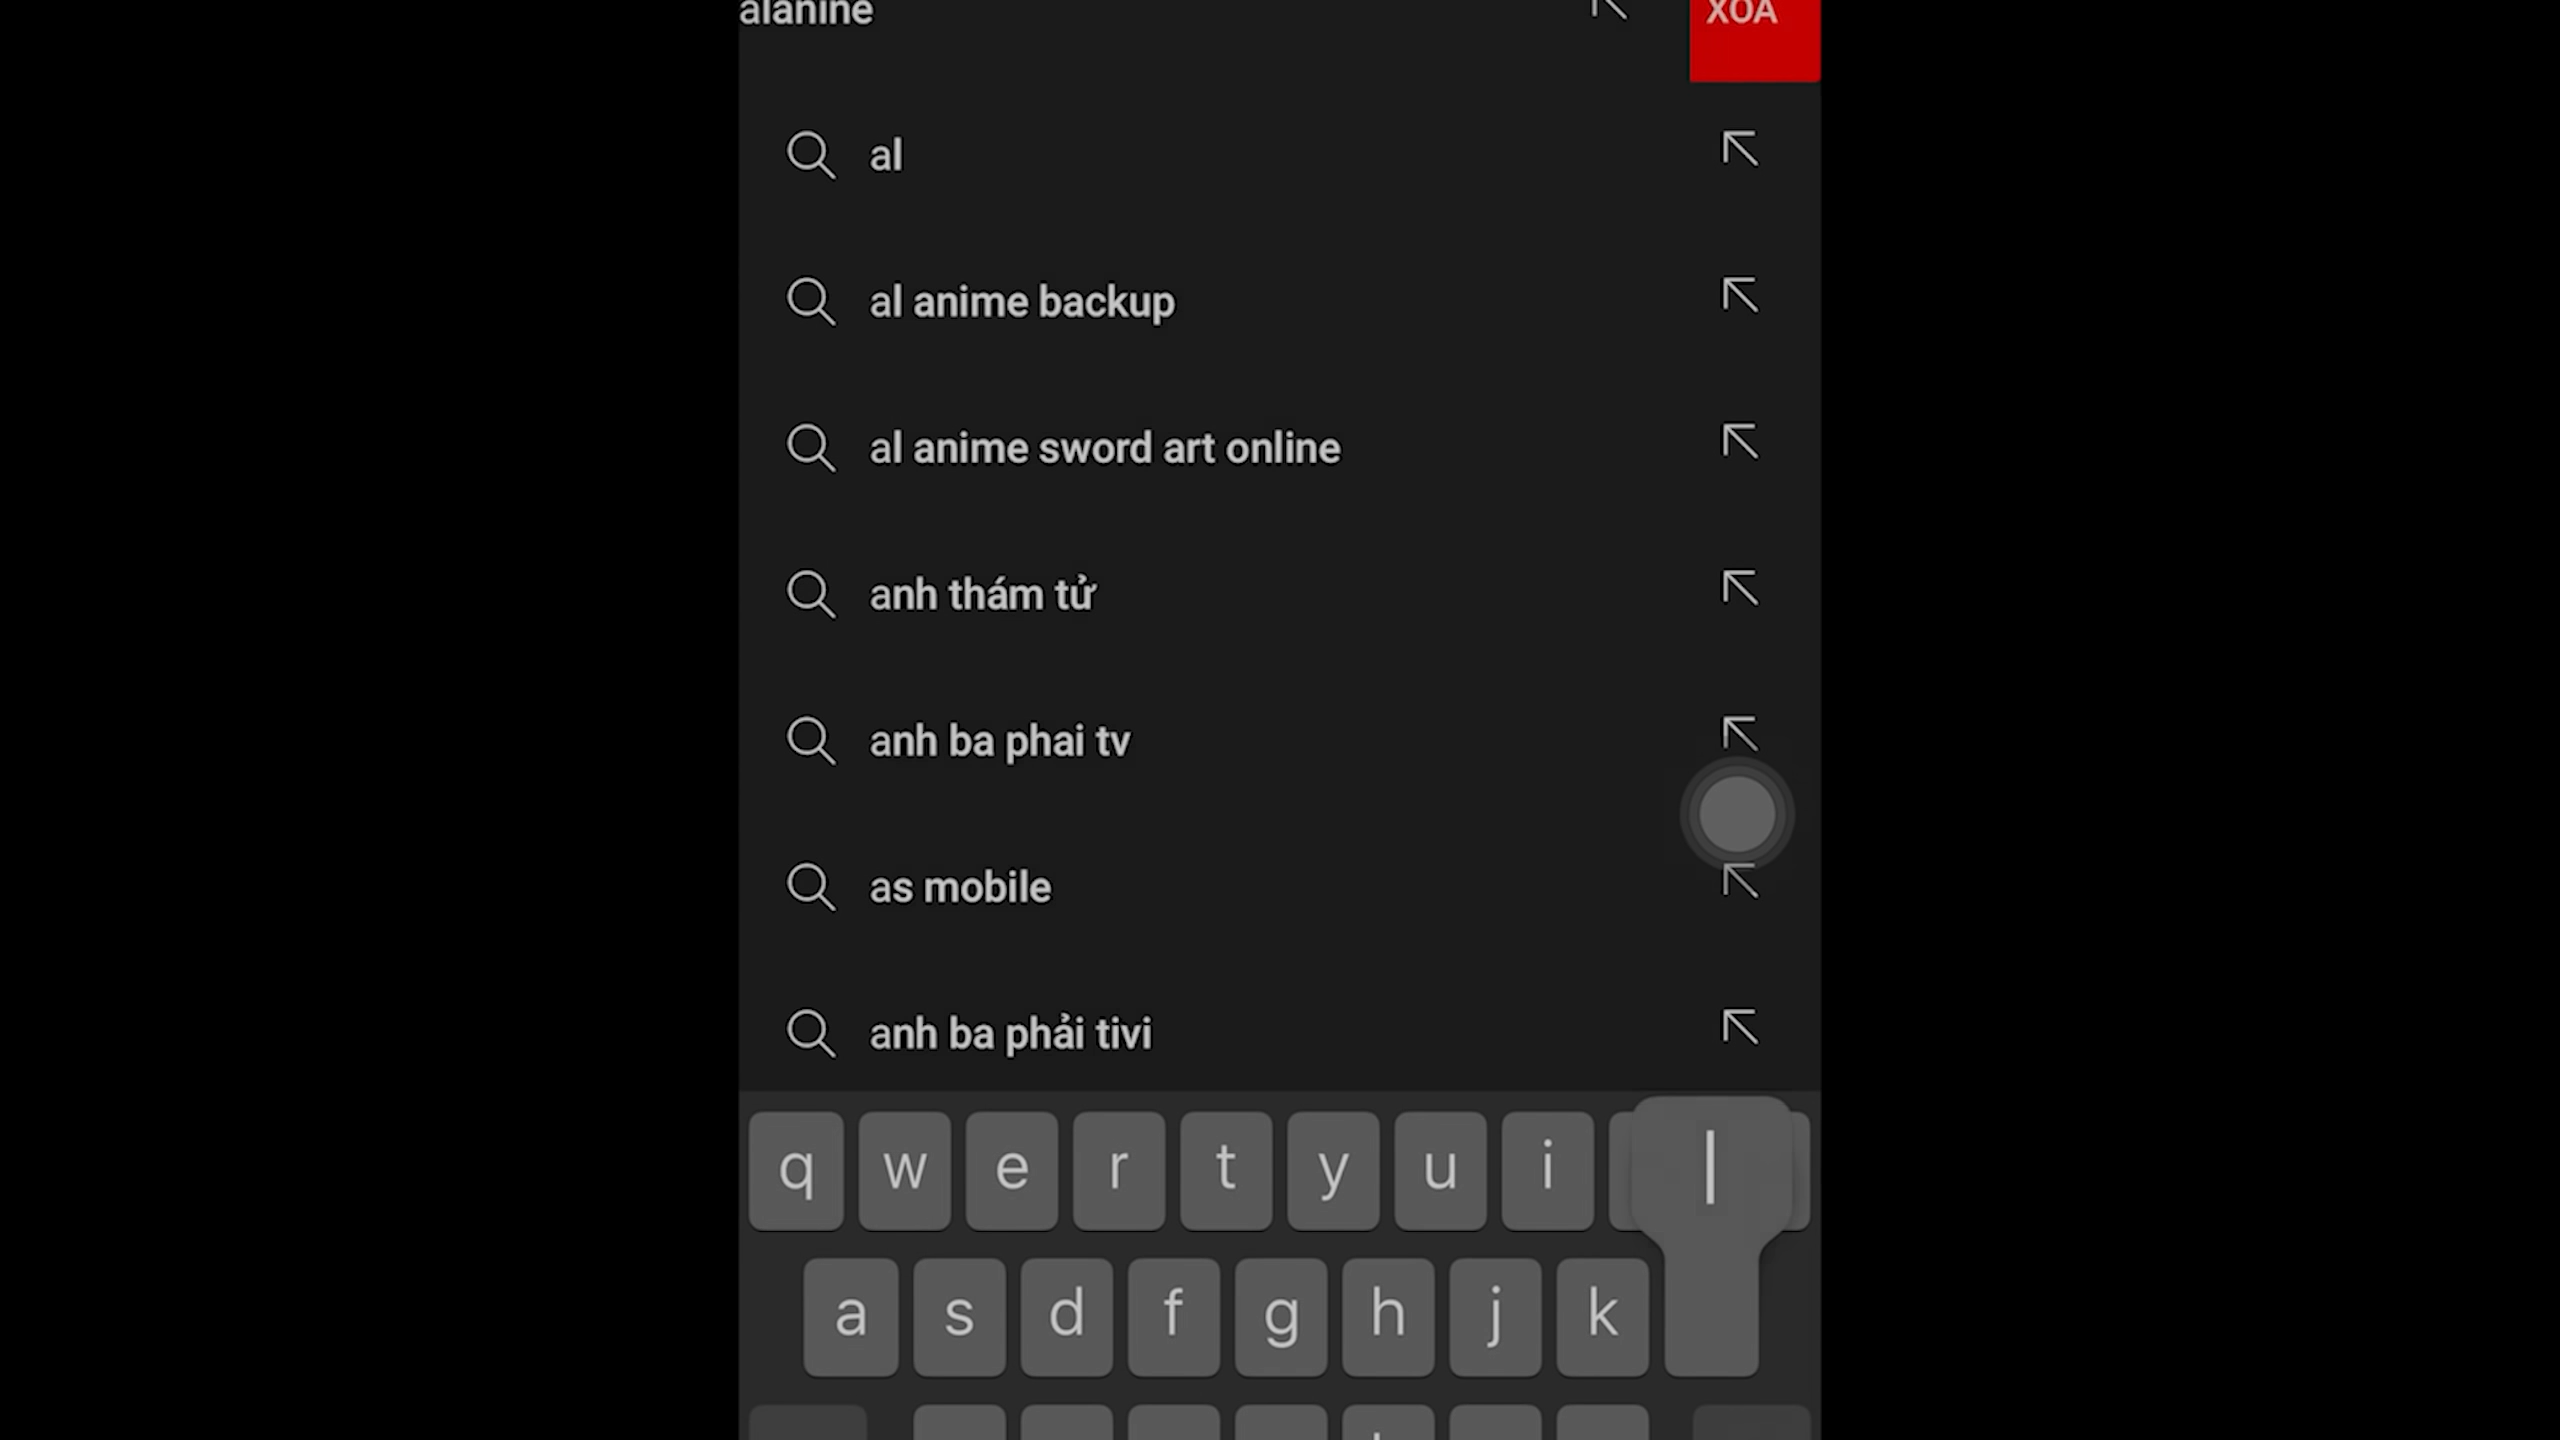 alanine
XÓA
al
al anime backup
al anime sword art online
anh thám tử
anh ba phai tv
as mobile
anh ba phải tivi
q w e r t y u i l
a s d f g h j k